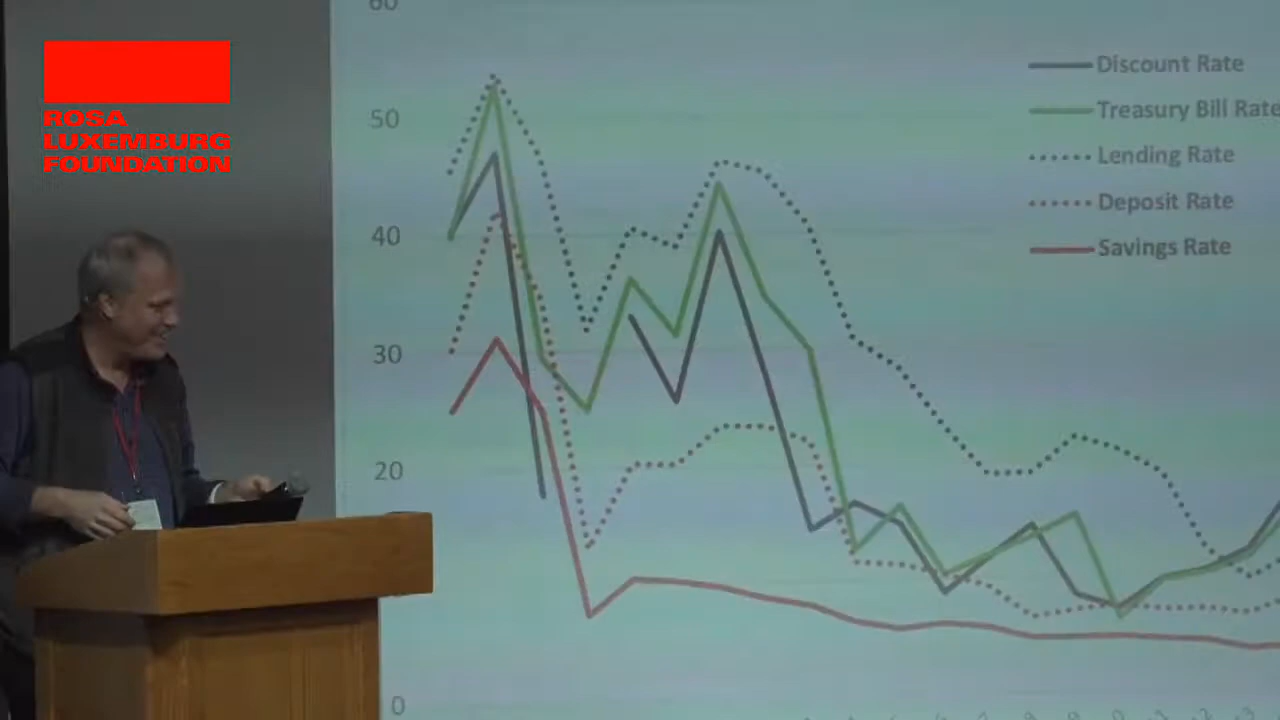 ROSA
LUXEMBURG
FOUNDATION
60
50
40
30
20
0
Discount Rate
Treasury Bill Rate
Lending Rate
Deposit Rate
Savings Rate